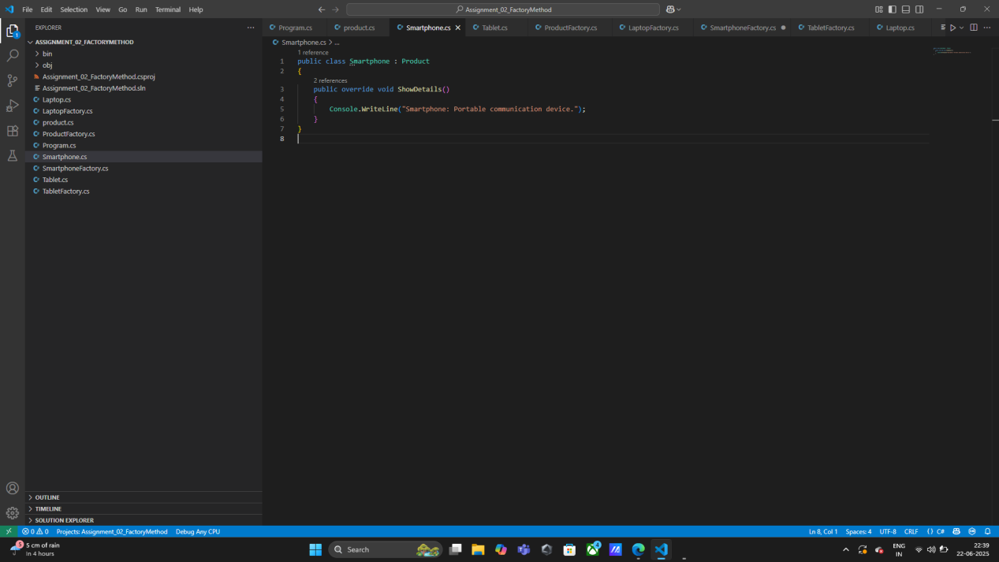 File Edit Selection View Go Run Terminal Help
Assignment_02_FactoryMethod
1
EXPLORER
ASSIGNMENT_02_FACTORYMETHOD
bin
obj
Assignment_02_FactoryMethod.csproj
Assignment_02_FactoryMethod.sln
Laptop.cs
LaptopFactory.cs
product.cs
ProductFactory.cs
Program.cs
Smartphone.cs
SmartphoneFactory.cs
Tablet.cs
TabletFactory.cs
OUTLINE
TIMELINE
SOLUTION EXPLORER
Program.cs product.cs Smartphone.cs Tablet.cs ProductFactory.cs LaptopFactory.cs SmartphoneFactory.cs TabletFactory.cs Laptop.cs
Smartphone.cs > ...
1 reference
1 public class Smartphone : Product
2 {
2 references
3 public override void ShowDetails()
4 {
5 Console.WriteLine("Smartphone: Portable communication device.");
6 }
7 }
8
0 0 Projects: Assignment_02_FactoryMethod Debug Any CPU Ln 8, Col 1 Spaces: 4 UTF-8 CRLF {} C#
5 5 cm of rain
In 4 hours
Search
4
ENG
IN
22:39
22-06-2025